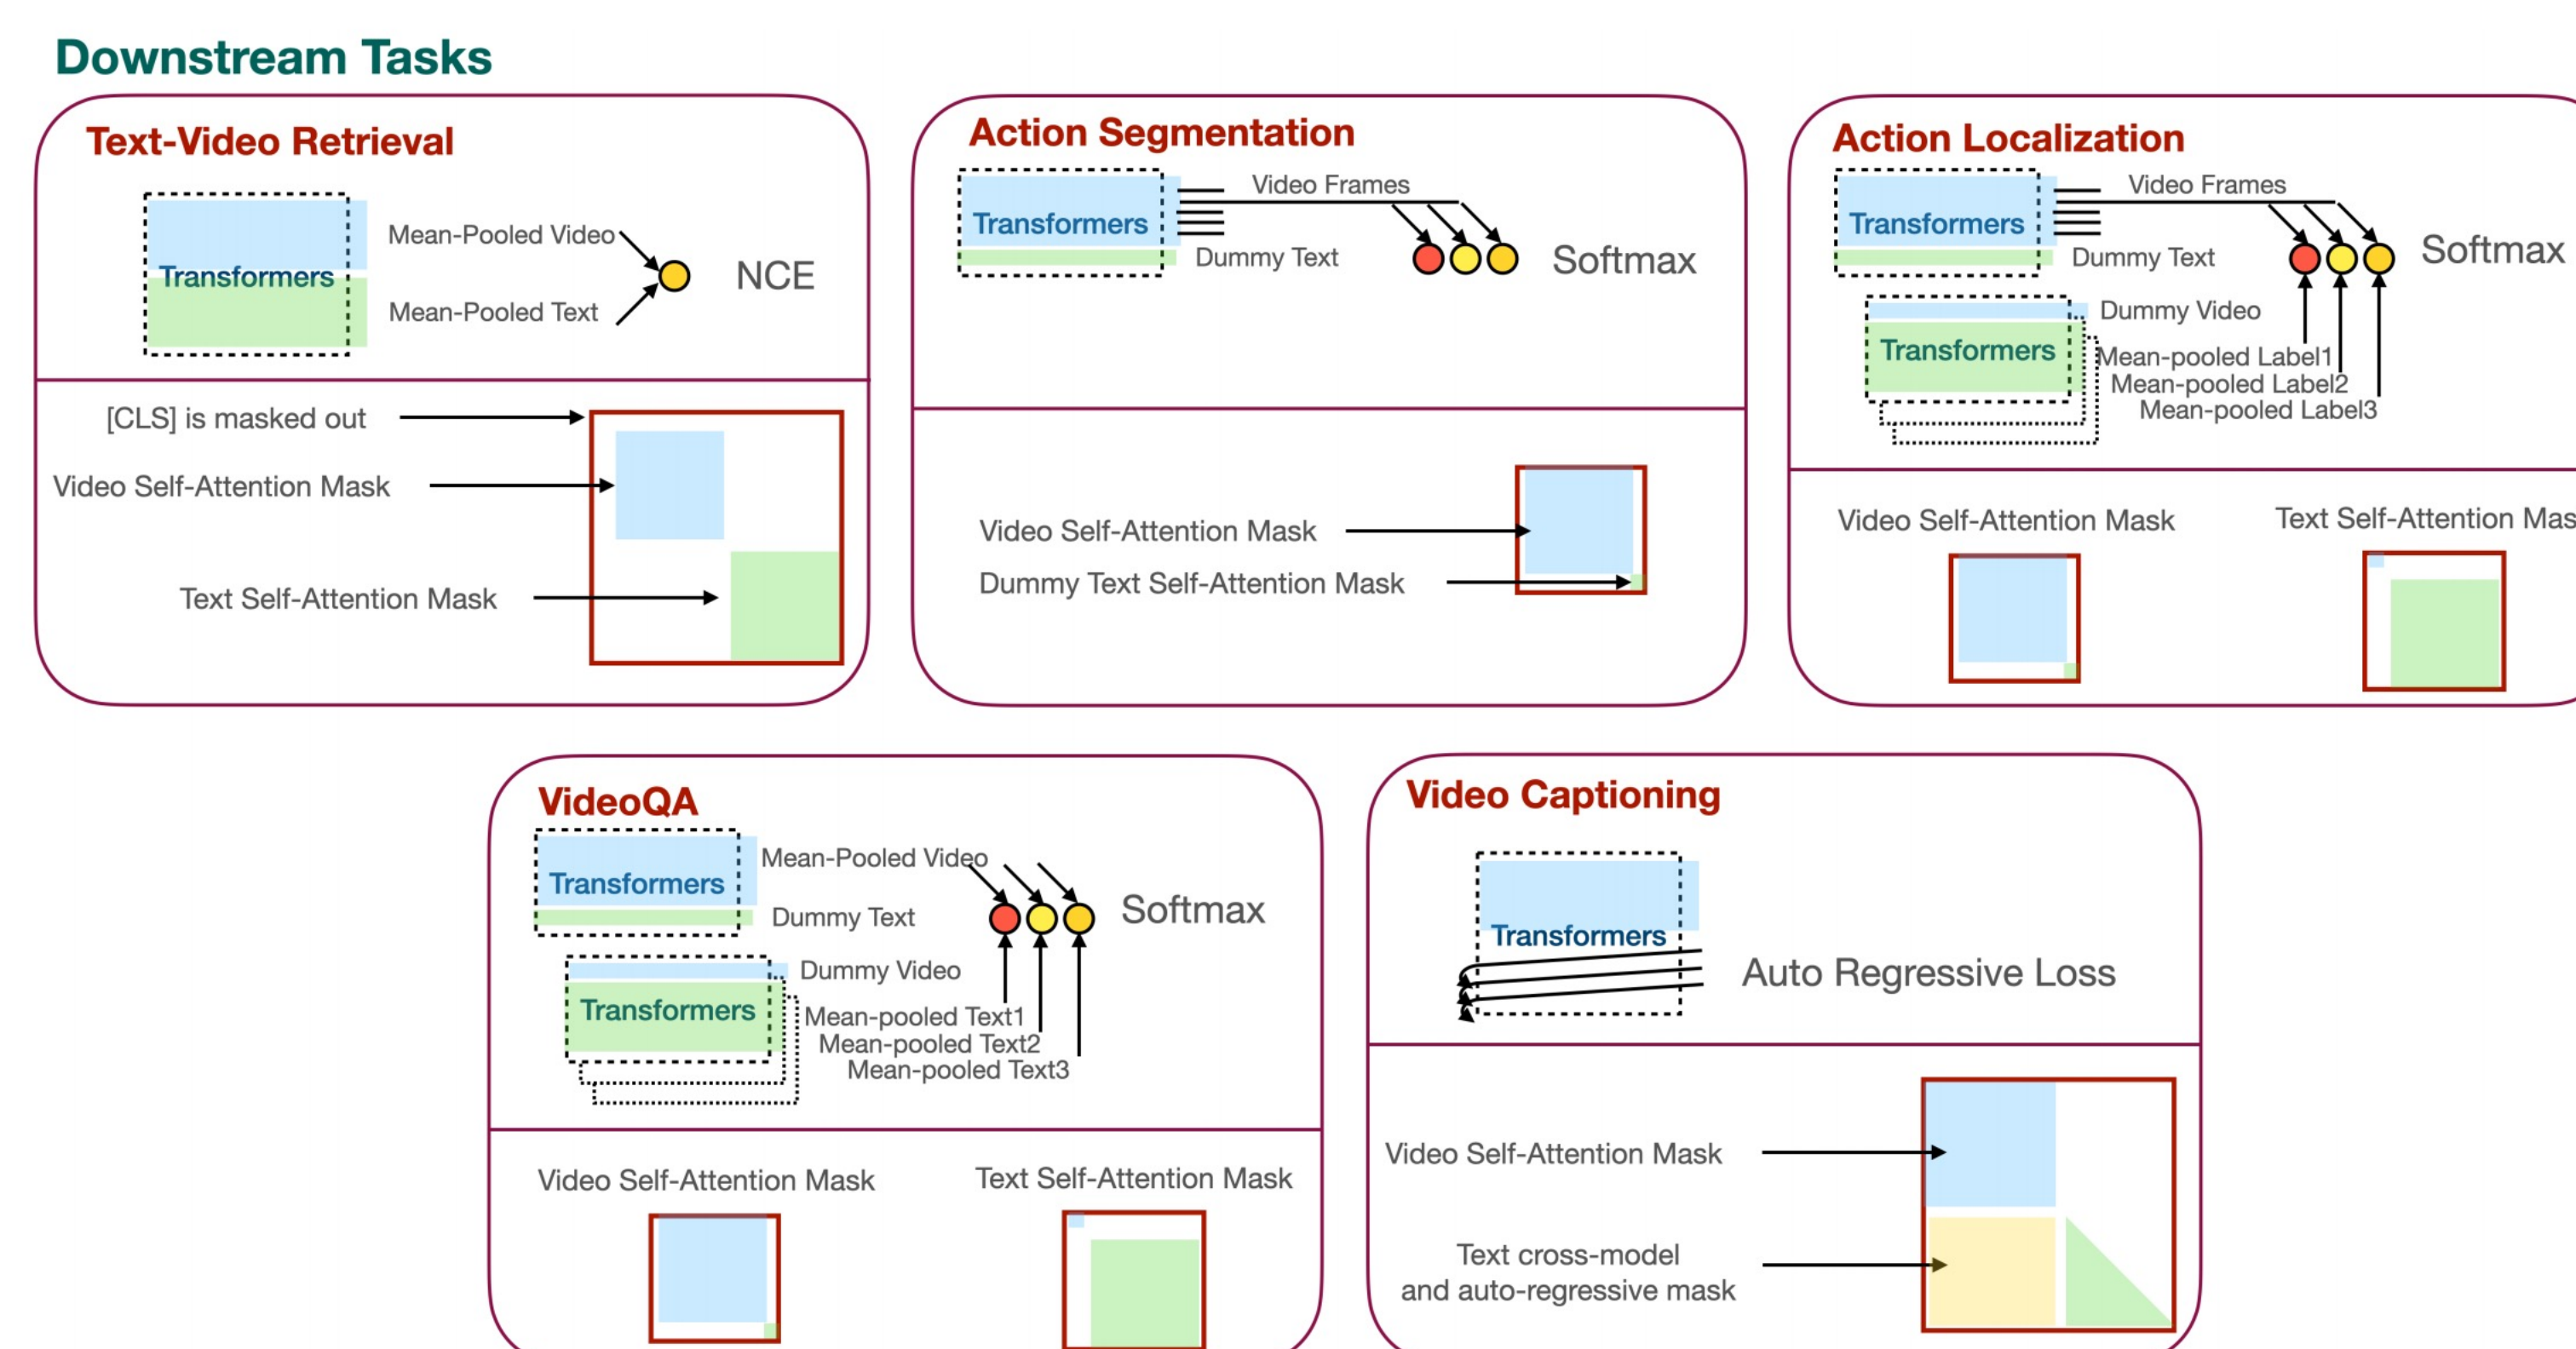 Downstream Tasks
Text-Video Retrieval
Transformers
Mean-Pooled Video
Mean-Pooled Text
NCE
[CLS] is masked out
Video Self-Attention Mask
Text Self-Attention Mask
Action Segmentation
Transformers
Video Frames
Dummy Text
Softmax
Video Self-Attention Mask
Dummy Text Self-Attention Mask
Action Localization
Transformers
Video Frames
Dummy Text
Softmax
Transformers
Dummy Video
Mean-pooled Label1
Mean-pooled Label2
Mean-pooled Label3
Video Self-Attention Mask
Text Self-Attention Mas
VideoQA
Transformers
Mean-Pooled Video
Dummy Text
Softmax
Transformers
Dummy Video
Mean-pooled Text1
Mean-pooled Text2
Mean-pooled Text3
Video Self-Attention Mask
Text Self-Attention Mask
Video Captioning
Transformers
Auto Regressive Loss
Video Self-Attention Mask
Text cross-model
and auto-regressive mask